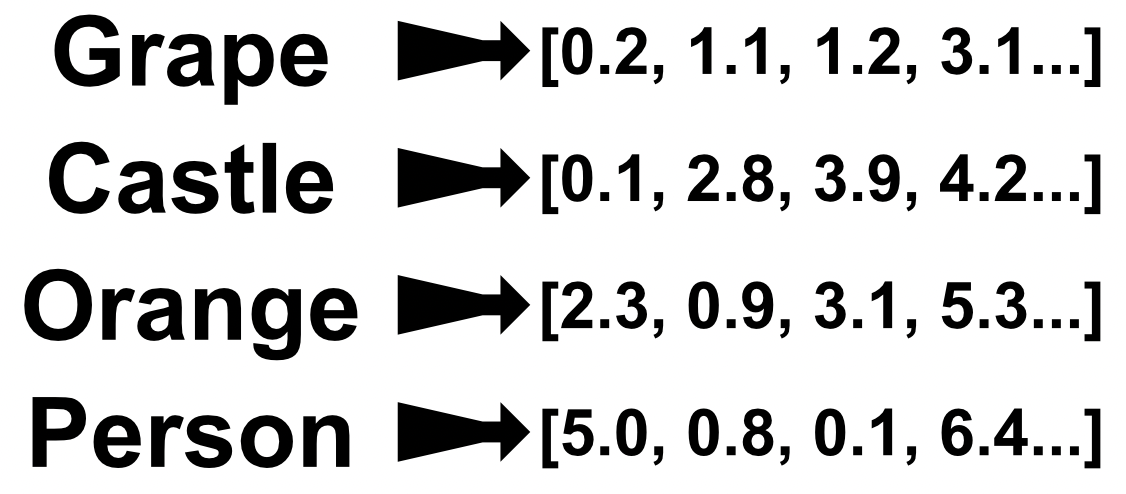 Grape [0.2, 1.1, 1.2, 3.1...]
Castle [0.1, 2.8, 3.9, 4.2...]
Orange [2.3, 0.9, 3.1, 5.3...]
Person [5.0, 0.8, 0.1, 6.4...]